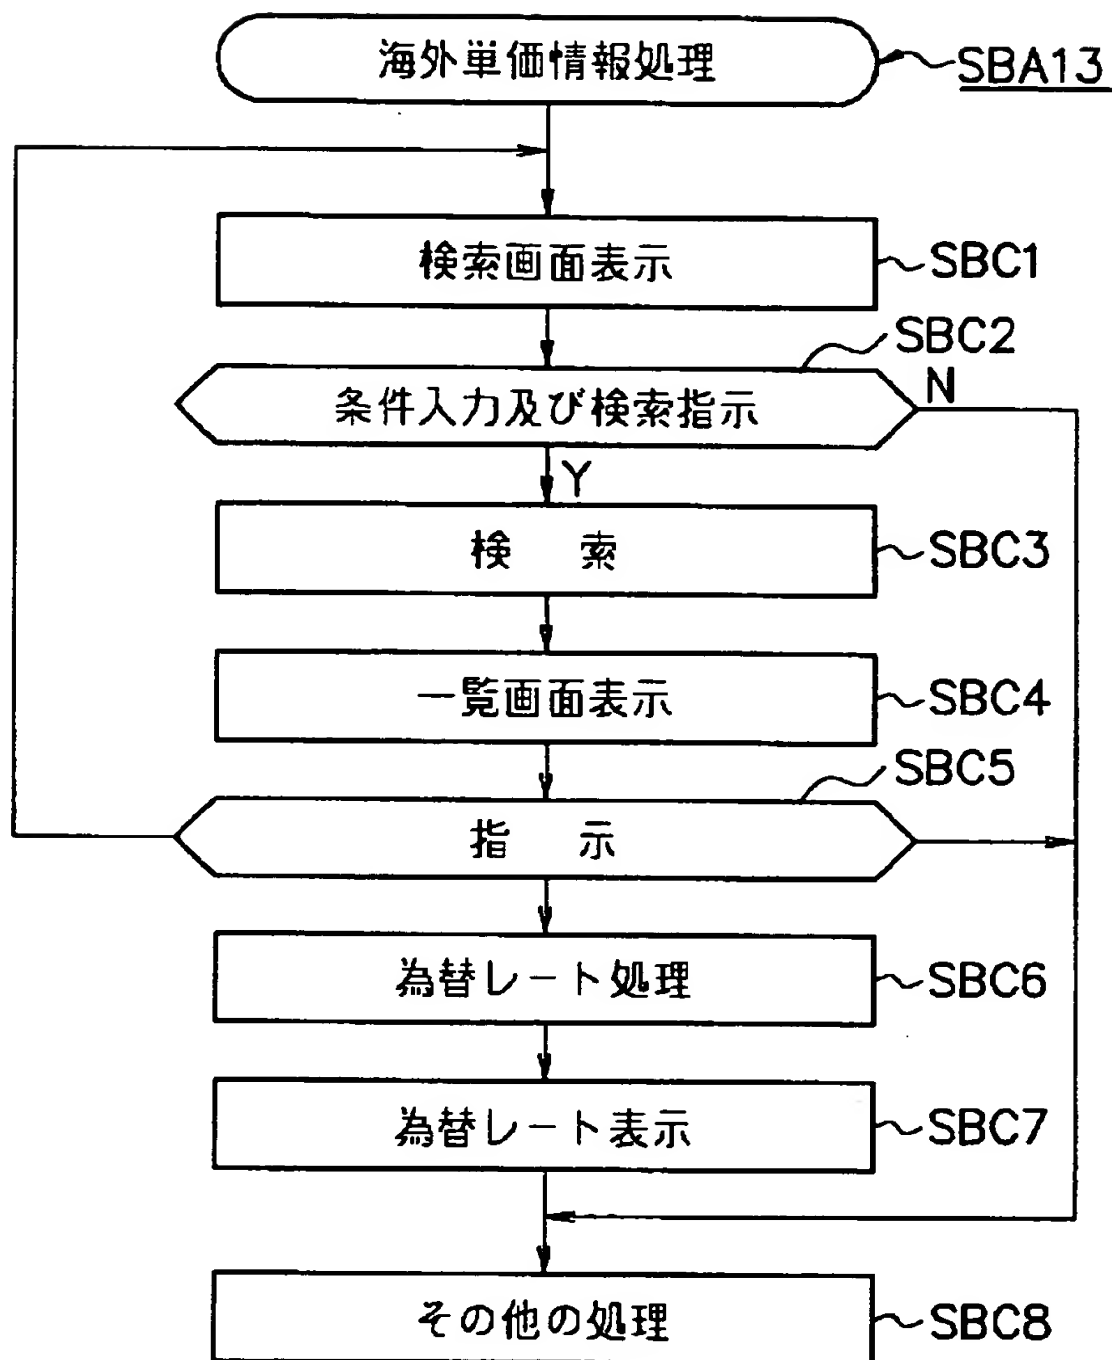 海外単価情報処理 SBA13
検索画面表示 SBC1
SBC2
条件入力及び検索指示 N
Y
検 索 SBC3
一覧画面表示 SBC4
SBC5
指 示
為替レート処理 SBC6
為替レート表示 SBC7
その他の処理 SBC8